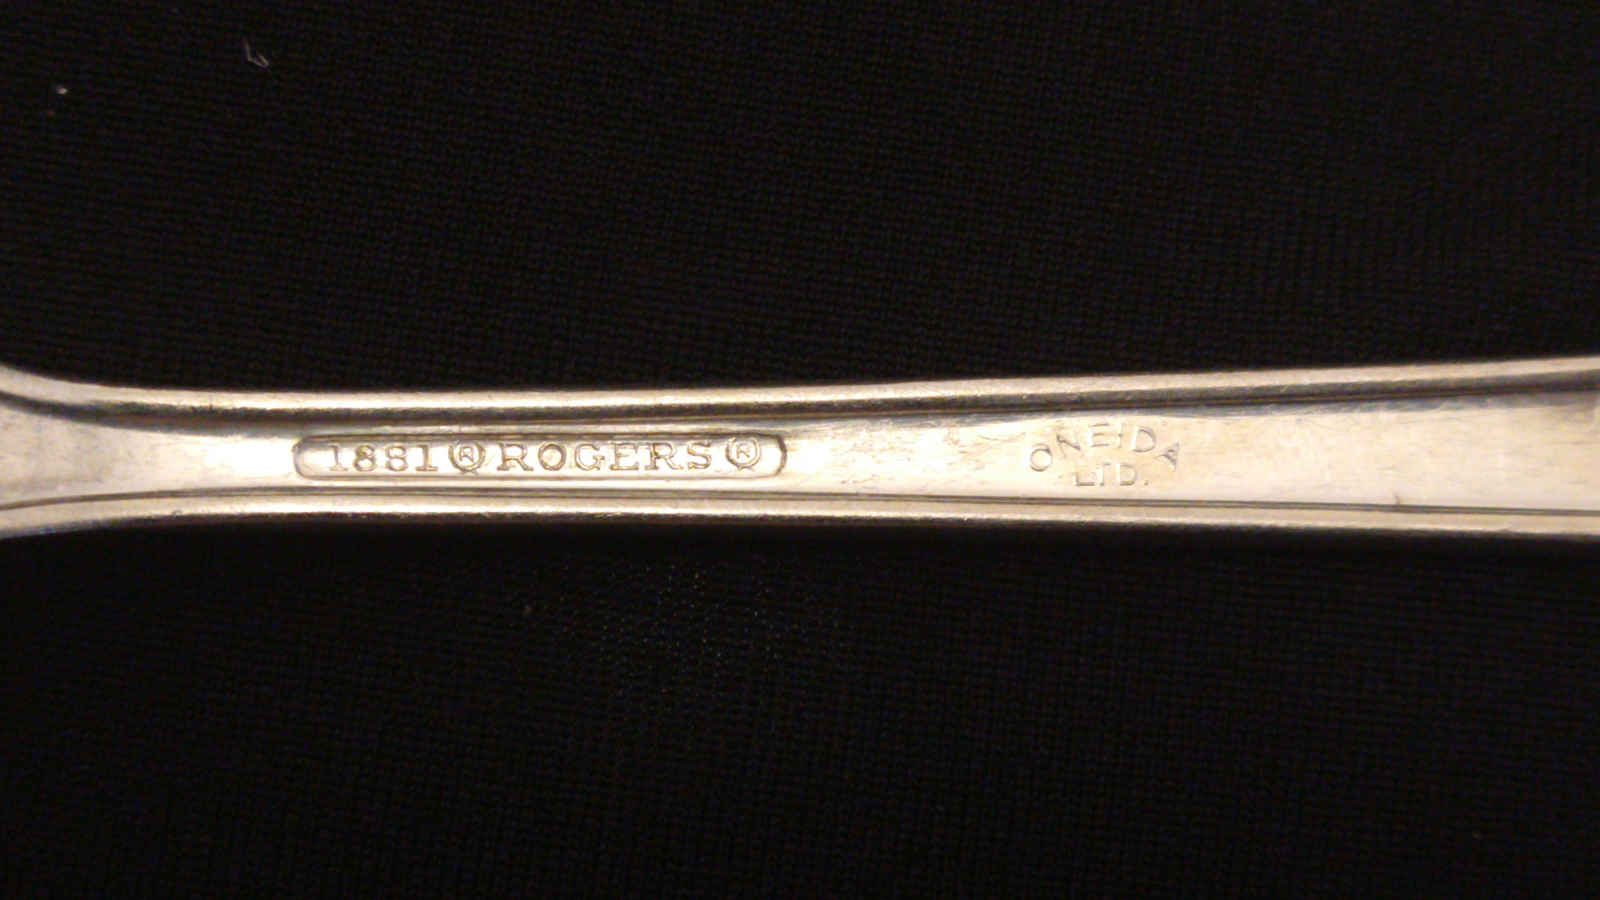 1881 ® ROGERS ®
ONEIDA
LTD.